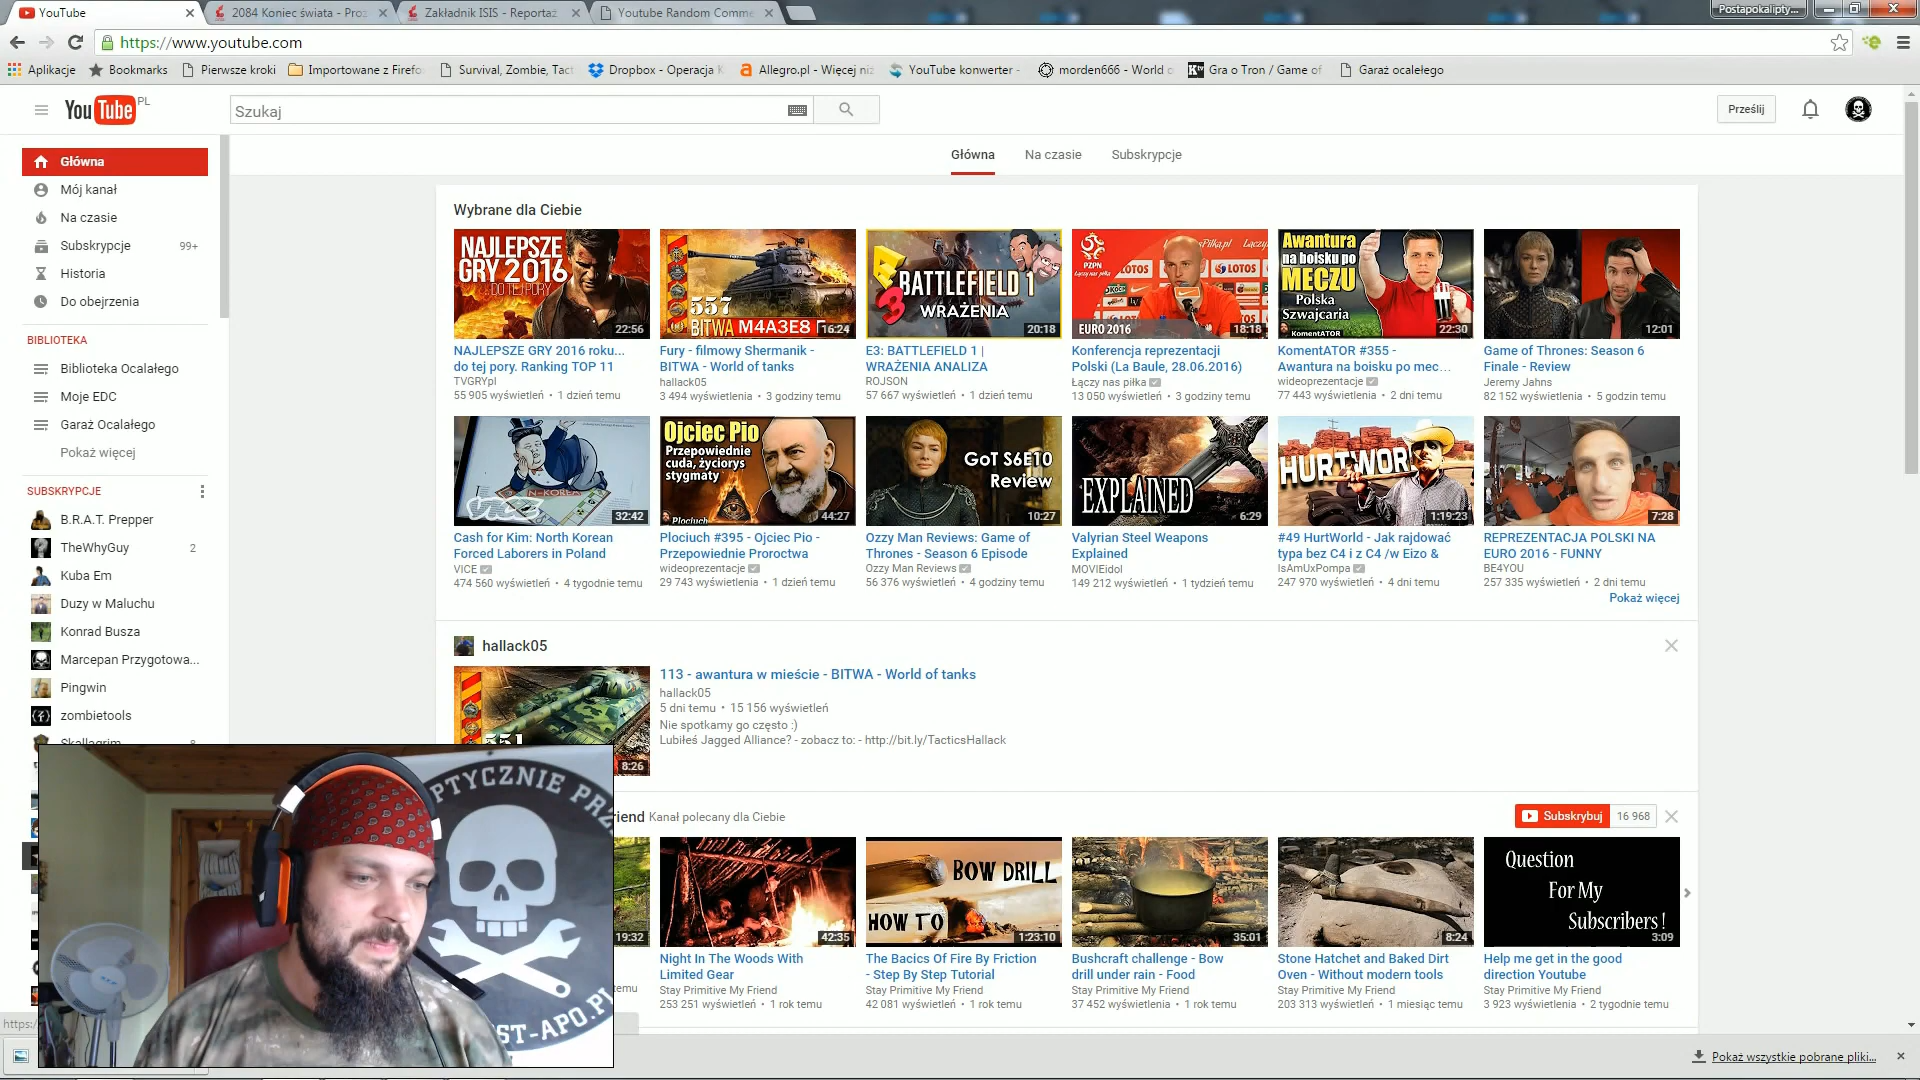 YouTube
2084 Koniec świata - Proz
Zakładnik ISIS - Reportaż
Youtube Random Comme
Postapokalipty...
https://www.youtube.com
Aplikacje
Bookmarks
Pierwsze kroki
Importowane z Firefo
Survival, Zombie, Tact
Dropbox - Operacja K
Allegro.pl - Więcej niż
YouTube konwerter -
morden666 - World o
Gra o Tron / Game of
Garaż ocalełego
YouTube PL
Szukaj
Prześlij
Główna
Na czasie
Subskrypcje
Główna
Mój kanał
Na czasie
Subskrypcje 99+
Historia
Do obejrzenia
BIBLIOTEKA
Biblioteka Ocalałego
Moje EDC
Garaż Ocalałego
Pokaż więcej
SUBSKRYPCJE
B.R.A.T. Prepper
TheWhyGuy 2
Kuba Em
Duzy w Maluchu
Konrad Busza
Marcepan Przygotowa...
Pingwin
zombietools
Skallagrim 8
Wybrane dla Ciebie
NAJLEPSZE
GRY 2016
DO TEJ PORY
22:56
NAJLEPSZE GRY 2016 roku...
do tej pory. Ranking TOP 11
TVGRYpl
55 905 wyświetleń • 1 dzień temu
557
BITWA M4A3E8
16:24
Fury - filmowy Shermanik -
BITWA - World of tanks
hallack05
3 494 wyświetlenia • 3 godziny temu
E3
BATTLEFIELD 1
WRAŻENIA
20:18
E3: BATTLEFIELD 1 |
WRAŻENIA ANALIZA
ROJSON
57 667 wyświetleń • 1 dzień temu
PZPN
LOTOS
EURO 2016
18:18
Konferencja reprezentacji
Polski (La Baule, 28.06.2016)
Łączy nas piłka
13 050 wyświetleń • 3 godziny temu
Awantura
na boisku po
MECZU
Polska
Szwajcaria
KomentATOR
22:30
KomentATOR #355 -
Awantura na boisku po mec...
wideoprezentacje
77 443 wyświetlenia • 2 dni temu
12:01
Game of Thrones: Season 6
Finale - Review
Jeremy Jahns
82 152 wyświetlenia • 5 godzin temu
N-KOREA
VICE
32:42
Cash for Kim: North Korean
Forced Laborers in Poland
VICE
474 560 wyświetleń • 4 tygodnie temu
Ojciec Pio
Przepowiednie
cuda, życiorys
stygmaty
Plociuch
44:27
Plociuch #395 - Ojciec Pio -
Przepowiednie Proroctwa
wideoprezentacje
29 743 wyświetlenia • 1 dzień temu
GoT S6E10
Review
10:27
Ozzy Man Reviews: Game of
Thrones - Season 6 Episode
Ozzy Man Reviews
56 376 wyświetleń • 4 godziny temu
EXPLAINED
6:29
Valyrian Steel Weapons
Explained
MOVIEidol
149 212 wyświetleń • 1 tydzień temu
HURTWOR
1:19:23
#49 HurtWorld - Jak rajdować
typa bez C4 i z C4 /w Eizo &
IsAmUxPompa
247 970 wyświetleń • 4 dni temu
7:28
REPREZENTACJA POLSKI NA
EURO 2016 - FUNNY
BE4YOU
257 335 wyświetleń • 2 dni temu
Pokaż więcej
hallack05
551
8:26
113 - awantura w mieście - BITWA - World of tanks
hallack05
5 dni temu • 15 156 wyświetleń
Nie spotkamy go często :)
Lubiłeś Jagged Alliance? - zobacz to: - http://bit.ly/TacticsHallack
riend Kanał polecany dla Ciebie
Subskrybuj 16 968
19:32
emu
42:35
Night In The Woods With
Limited Gear
Stay Primitive My Friend
253 251 wyświetleń • 1 rok temu
BOW DRILL
HOW TO
1:23:10
The Bacics Of Fire By Friction
- Step By Step Tutorial
Stay Primitive My Friend
42 081 wyświetleń • 1 rok temu
35:01
Bushcraft challenge - Bow
drill under rain - Food
Stay Primitive My Friend
37 452 wyświetlenia • 1 rok temu
8:24
Stone Hatchet and Baked Dirt
Oven - Without modern tools
Stay Primitive My Friend
203 313 wyświetleń • 1 miesiąc temu
Question
For My
Subscribers!
3:09
Help me get in the good
direction Youtube
Stay Primitive My Friend
3 923 wyświetlenia • 2 tygodnie temu
PTYCZNIE PRZ
ST-APO.PL
https:/
Pokaż wszystkie pobrane pliki...